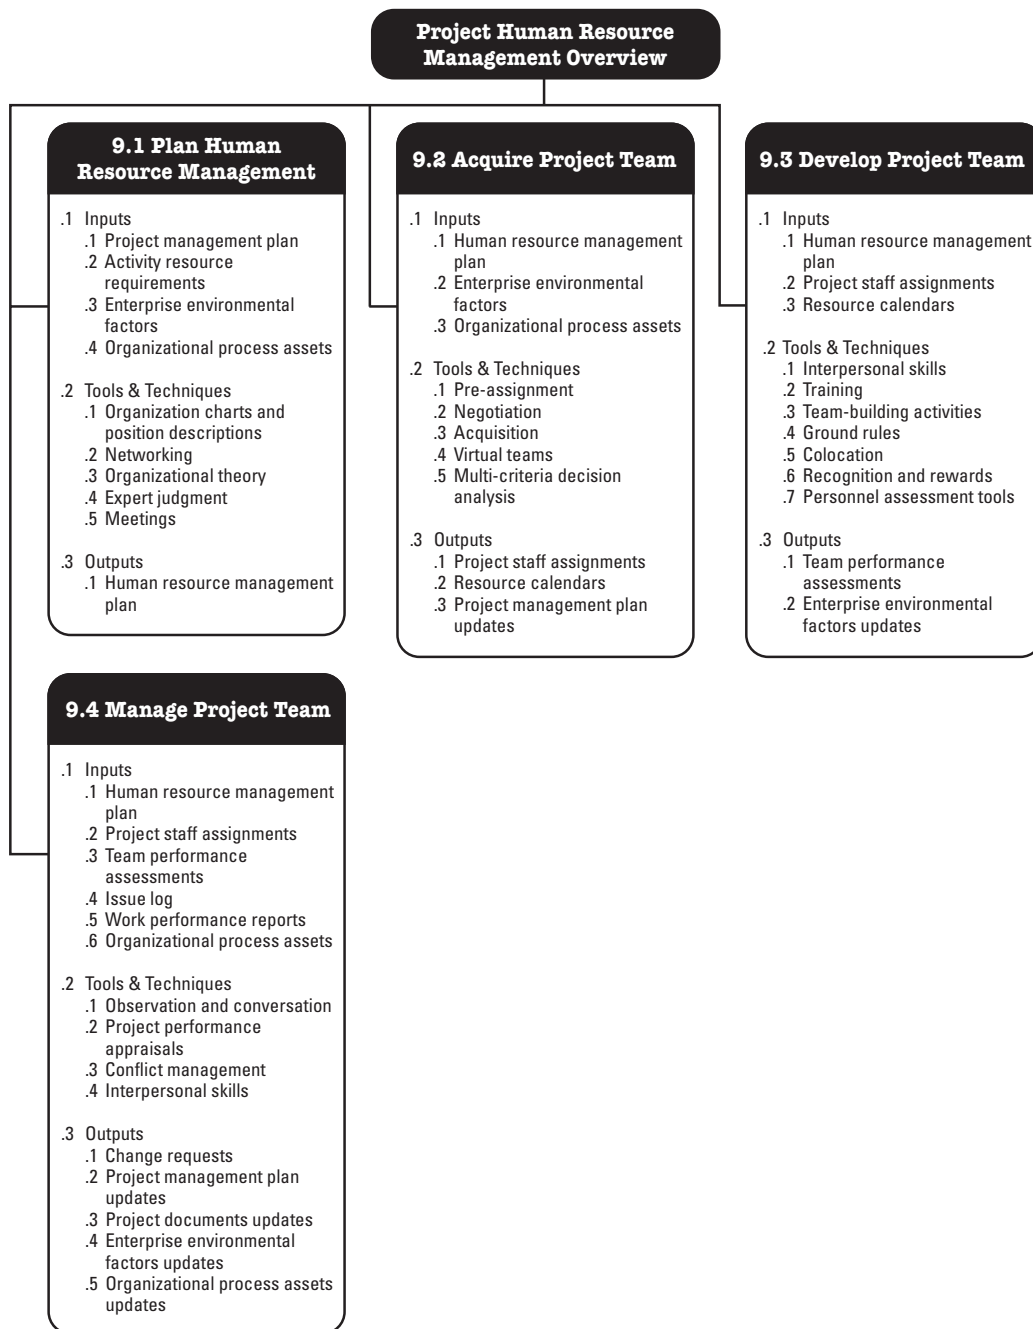 Project Human Resource
Management Overview
9.1 Plan Human
Resource Management
.1 Inputs
.1 Project management plan
.2 Activity resource
requirements
.3 Enterprise environmental
factors
.4 Organizational process assets
.2 Tools & Techniques
.1 Organization charts and
position descriptions
.2 Networking
.3 Organizational theory
.4 Expert judgment
.5 Meetings
.3 Outputs
.1 Human resource management
plan
9.2 Acquire Project Team
.1 Inputs
.1 Human resource management
plan
.2 Enterprise environmental
factors
.3 Organizational process assets
.2 Tools & Techniques
.1 Pre-assignment
.2 Negotiation
.3 Acquisition
.4 Virtual teams
.5 Multi-criteria decision
analysis
.3 Outputs
.1 Project staff assignments
.2 Resource calendars
.3 Project management plan
updates
9.3 Develop Project Team
.1 Inputs
.1 Human resource management
plan
.2 Project staff assignments
.3 Resource calendars
.2 Tools & Techniques
.1 Interpersonal skills
.2 Training
.3 Team-building activities
.4 Ground rules
.5 Colocation
.6 Recognition and rewards
.7 Personnel assessment tools
.3 Outputs
.1 Team performance
assessments
.2 Enterprise environmental
factors updates
9.4 Manage Project Team
.1 Inputs
.1 Human resource management
plan
.2 Project staff assignments
.3 Team performance
assessments
.4 Issue log
.5 Work performance reports
.6 Organizational process assets
.2 Tools & Techniques
.1 Observation and conversation
.2 Project performance
appraisals
.3 Conflict management
.4 Interpersonal skills
.3 Outputs
.1 Change requests
.2 Project management plan
updates
.3 Project documents updates
.4 Enterprise environmental
factors updates
.5 Organizational process assets
updates